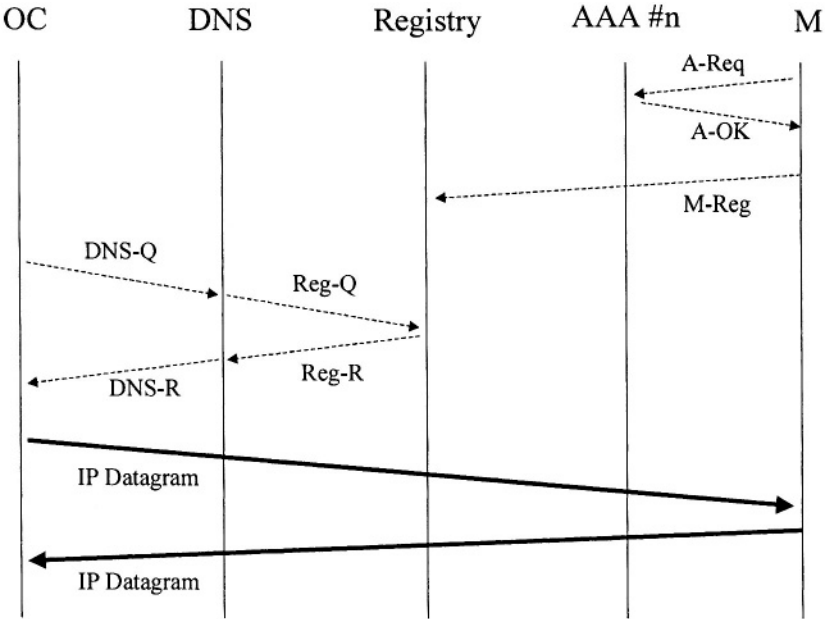 OC DNS Registry AAA #n M
A-Req
A-OK
M-Reg
DNS-Q
Reg-Q
Reg-R
DNS-R
IP Datagram
IP Datagram